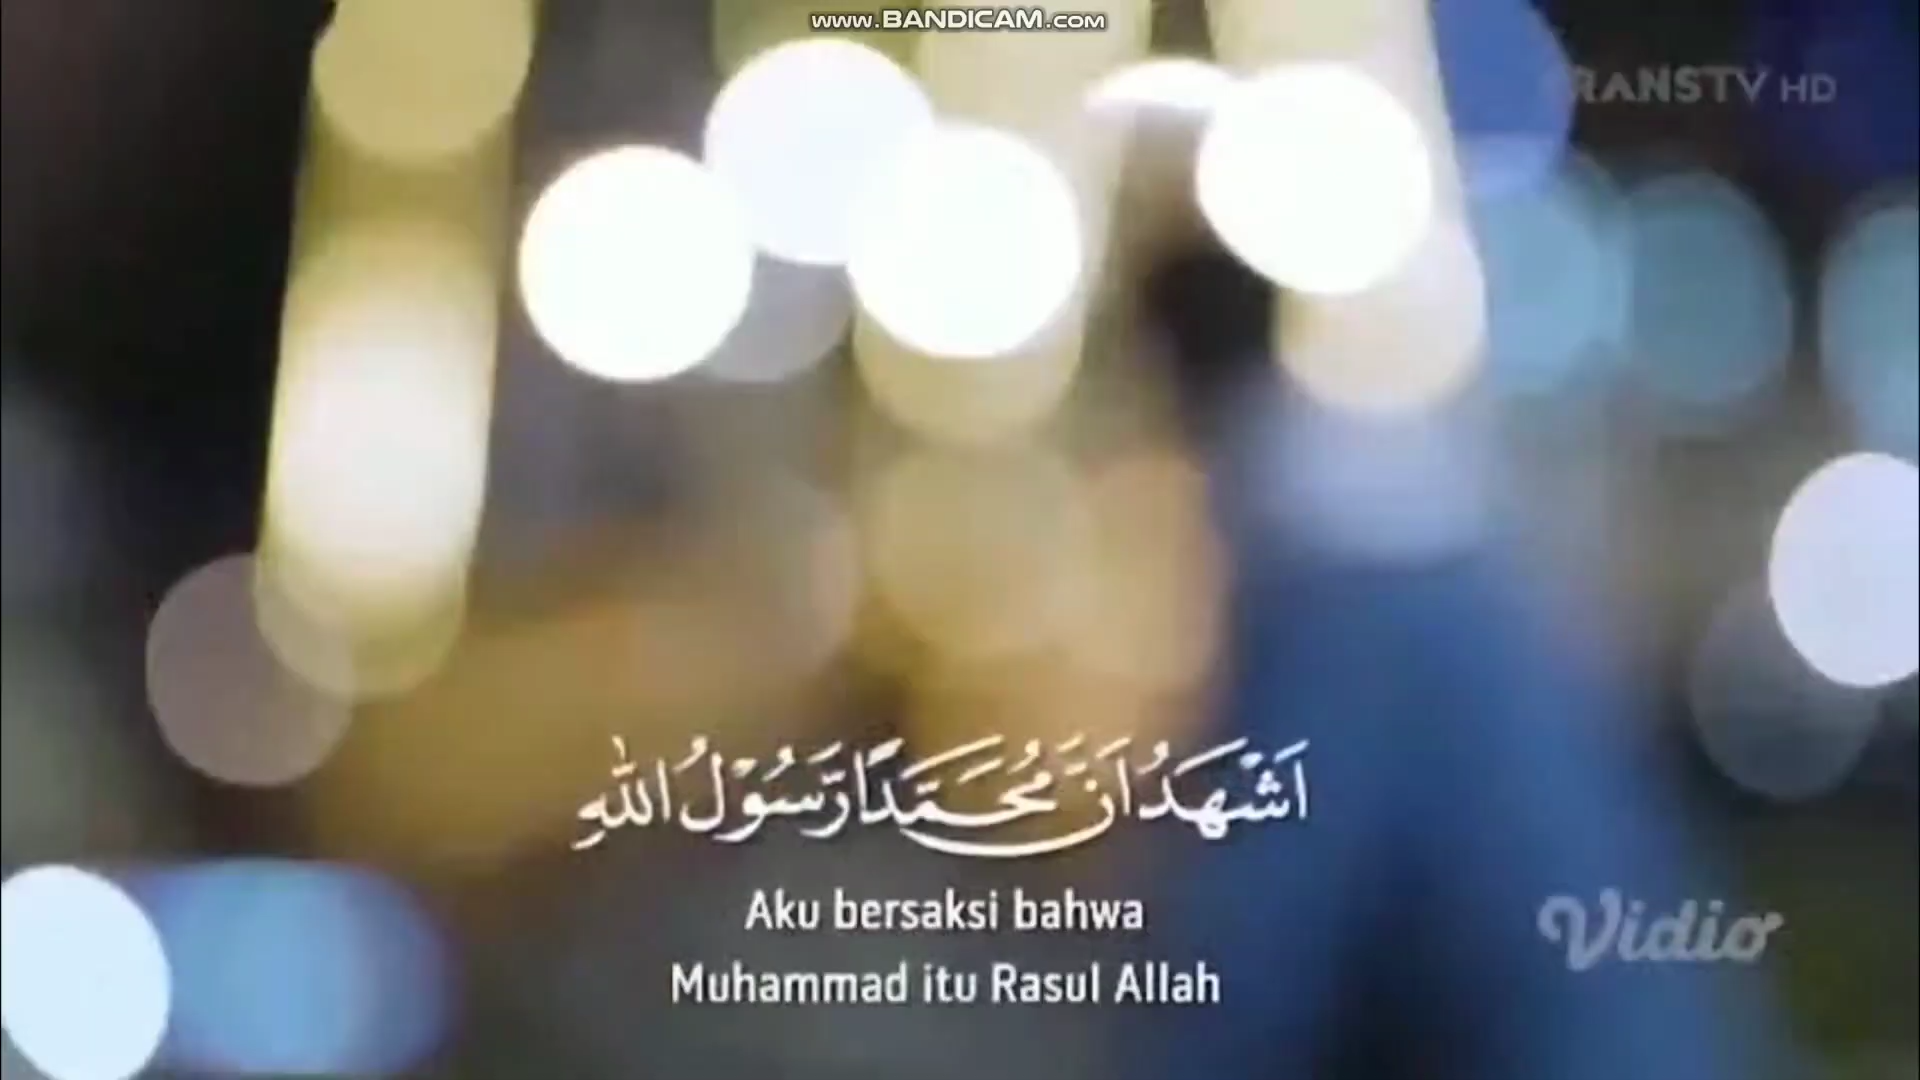 www.BANDICAM.com
RANSTV HD
اَشْهَدُ اَنَّ مُحَمَّدًا رَّسُوْلُ اللّٰهِ
Aku bersaksi bahwa
Muhammad itu Rasul Allah
Vidio